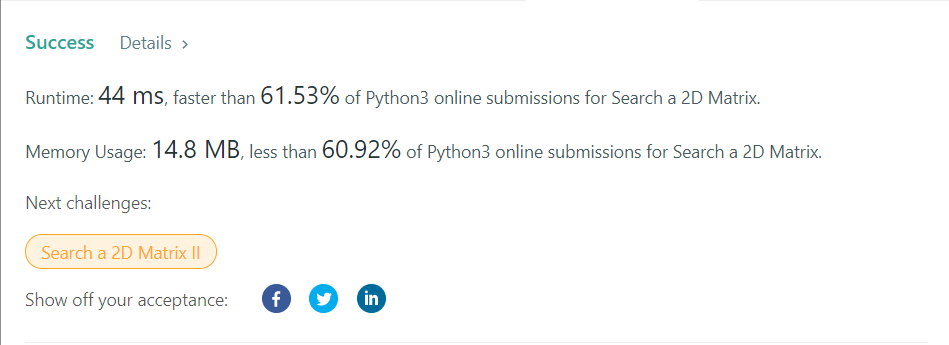 Success Details >
Runtime: 44 ms, faster than 61.53% of Python3 online submissions for Search a 2D Matrix.
Memory Usage: 14.8 MB, less than 60.92% of Python3 online submissions for Search a 2D Matrix.
Next challenges:
Search a 2D Matrix II
Show off your acceptance: f in